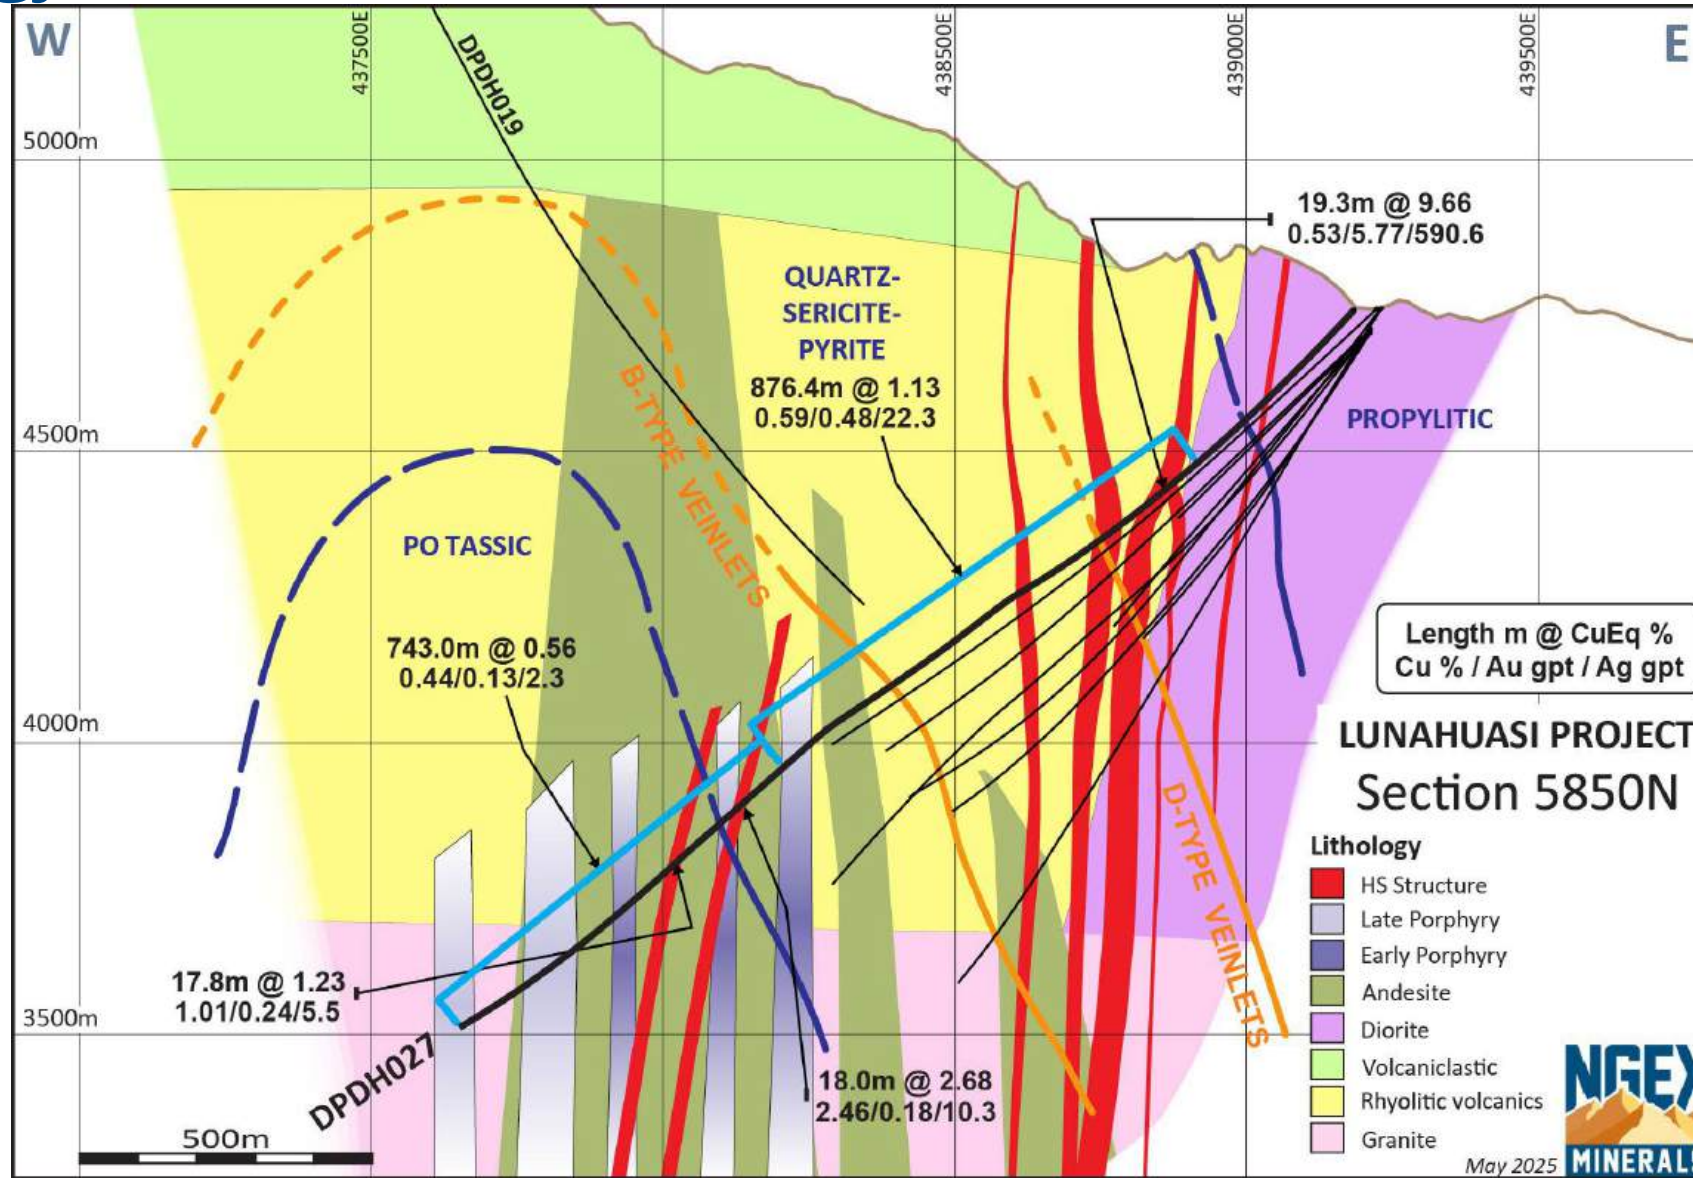 W
E
437500E
438500E
439000E
439500E
5000m
4500m
4000m
3500m
DPDH019
19.3m @ 9.66
0.53/5.77/590.6
QUARTZ-
SERICITE-
PYRITE
876.4m @ 1.13
0.59/0.48/22.3
B-TYPE VEINLETS
PROPYLITIC
PO TASSIC
743.0m @ 0.56
0.44/0.13/2.3
Length m @ CuEq %
Cu % / Au gpt / Ag gpt
LUNAHUASI PROJECT
Section 5850N
D-TYPE VEINLETS
17.8m @ 1.23
1.01/0.24/5.5
DPDH027
18.0m @ 2.68
2.46/0.18/10.3
500m
Lithology
HS Structure
Late Porphyry
Early Porphyry
Andesite
Diorite
Volcaniclastic
Rhyolitic volcanics
Granite
May 2025
NGEX
MINERALS